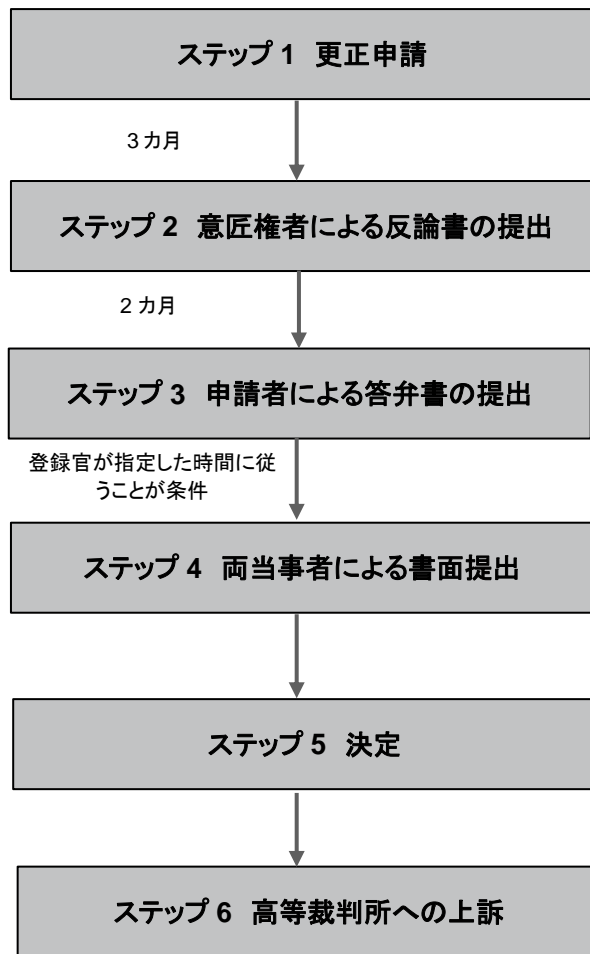 ステップ 1 更正申請
3 カ月
ステップ 2 意匠権者による反論書の提出
2 カ月
ステップ 3 申請者による答弁書の提出
登録官が指定した時間に従
うことが条件
ステップ 4 両当事者による書面提出
ステップ 5 決定
ステップ 6 高等裁判所への上訴